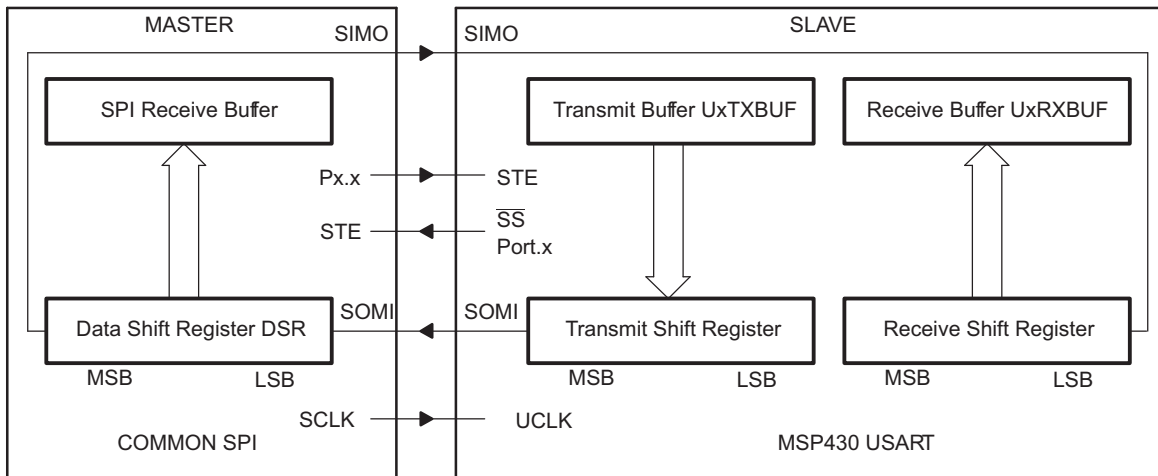 MASTER
SLAVE
SIMO
SIMO
SPI Receive Buffer
Transmit Buffer UxTXBUF
Receive Buffer UxRXBUF
Px.x
STE
STE
SS
Port.x
SOMI
SOMI
Data Shift Register DSR
Transmit Shift Register
Receive Shift Register
MSB
LSB
MSB
LSB
MSB
LSB
SCLK
UCLK
COMMON SPI
MSP430 USART